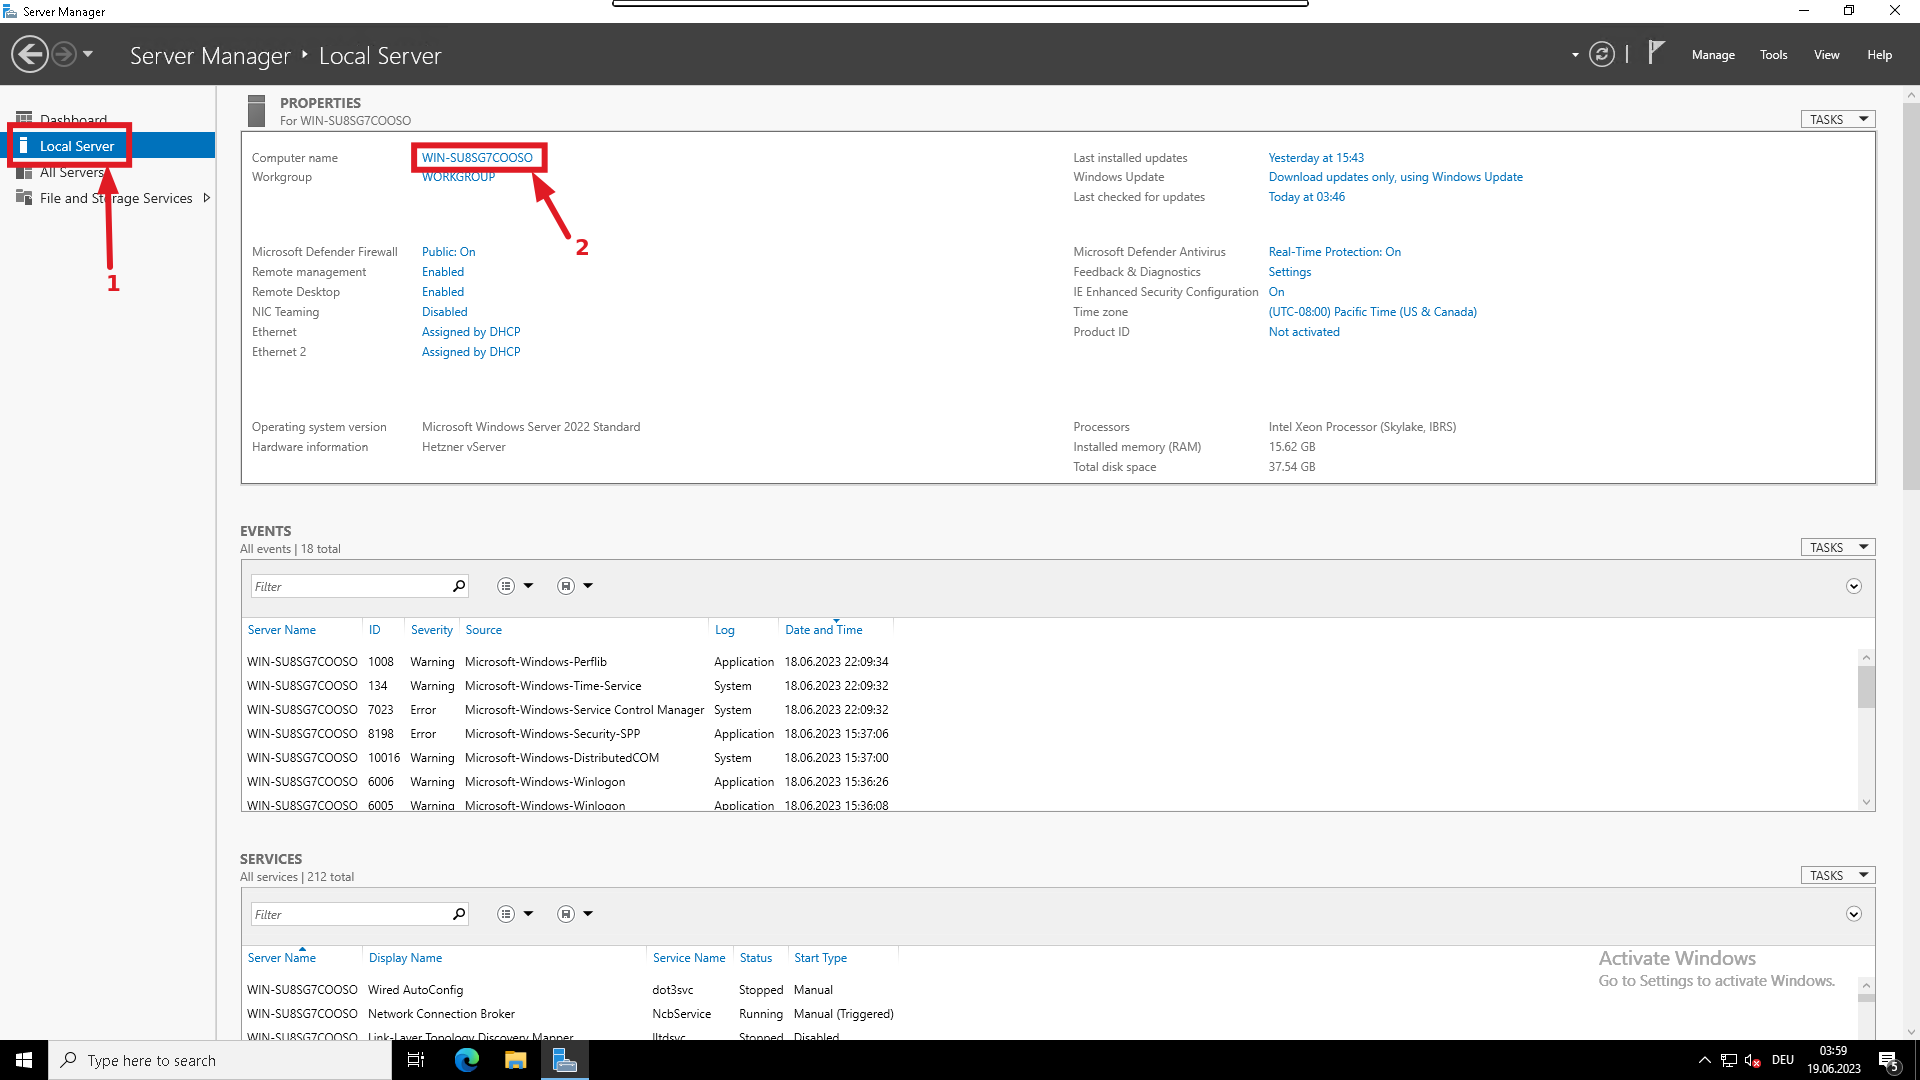 Server Manager
Server Manager ‣ Local Server
Manage Tools View Help
Dashboard
Local Server
All Servers
File and Storage Services
1
PROPERTIES
For WIN-SU8SG7COOSO
TASKS
Computer name WIN-SU8SG7COOSO
Workgroup WORKGROUP
2
Last installed updates Yesterday at 15:43
Windows Update Download updates only, using Windows Update
Last checked for updates Today at 03:46
Microsoft Defender Firewall Public: On
Remote management Enabled
Remote Desktop Enabled
NIC Teaming Disabled
Ethernet Assigned by DHCP
Ethernet 2 Assigned by DHCP
Microsoft Defender Antivirus Real-Time Protection: On
Feedback & Diagnostics Settings
IE Enhanced Security Configuration On
Time zone (UTC-08:00) Pacific Time (US & Canada)
Product ID Not activated
Operating system version Microsoft Windows Server 2022 Standard
Hardware information Hetzner vServer
Processors Intel Xeon Processor (Skylake, IBRS)
Installed memory (RAM) 15.62 GB
Total disk space 37.54 GB
EVENTS
All events | 18 total
TASKS
Filter
Server Name ID Severity Source Log Date and Time
WIN-SU8SG7COOSO 1008 Warning Microsoft-Windows-Perflib Application 18.06.2023 22:09:34
WIN-SU8SG7COOSO 134 Warning Microsoft-Windows-Time-Service System 18.06.2023 22:09:32
WIN-SU8SG7COOSO 7023 Error Microsoft-Windows-Service Control Manager System 18.06.2023 22:09:32
WIN-SU8SG7COOSO 8198 Error Microsoft-Windows-Security-SPP Application 18.06.2023 15:37:06
WIN-SU8SG7COOSO 10016 Warning Microsoft-Windows-DistributedCOM System 18.06.2023 15:37:00
WIN-SU8SG7COOSO 6006 Warning Microsoft-Windows-Winlogon Application 18.06.2023 15:36:26
WIN-SU8SG7COOSO 6005 Warning Microsoft-Windows-Winlogon Application 18.06.2023 15:36:08
SERVICES
All services | 212 total
TASKS
Filter
Server Name Display Name Service Name Status Start Type
WIN-SU8SG7COOSO Wired AutoConfig dot3svc Stopped Manual
WIN-SU8SG7COOSO Network Connection Broker NcbService Running Manual (Triggered)
WIN-SU8SG7COOSO Link-Layer Topology Discovery Mapper lltdsvc Stopped Disabled
Activate Windows
Go to Settings to activate Windows.
Type here to search
DEU
03:59
19.06.2023
5